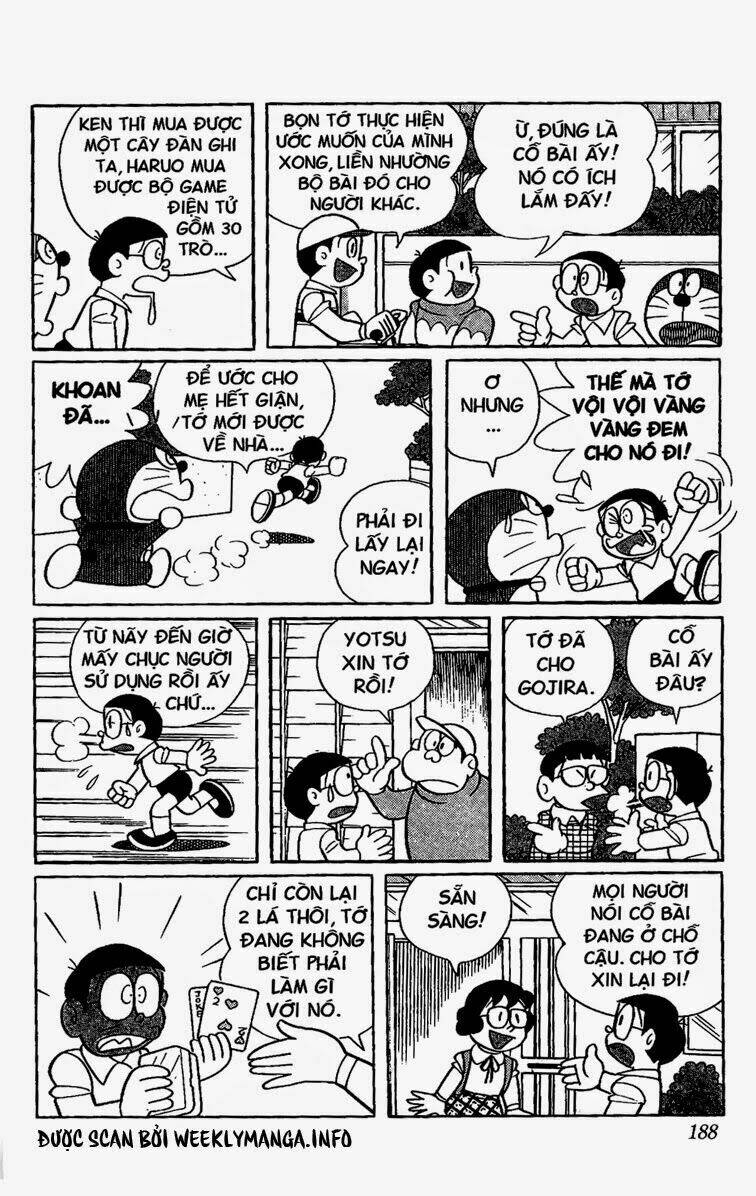 BỌN TỚ THỰC HIỆN
ƯỚC MUỐN CỦA MÌNH
XONG, LIỀN NHƯỜNG
BỘ BÀI ĐÓ CHO
NGƯỜI KHÁC.
Ừ, ĐÚNG LÀ
CỖ BÀI ẤY!
NÓ CÓ ÍCH
LẮM ĐẤY!
KEN THÌ MUA ĐƯỢC
MỘT CÂY ĐÀN GHI
TA, HARUO MUA
ĐƯỢC BỘ GAME
ĐIỆN TỬ
GỒM 30
TRÒ...
THẾ MÀ TỚ
VỘI VỘI VÀNG
VÀNG ĐEM
CHO NÓ ĐI!
Ơ
NHƯNG
...
PHẢI ĐI
LẤY LẠI
NGAY!
ĐỂ ƯỚC CHO
MẸ HẾT GIẬN,
TỚ MỚI ĐƯỢC
VỀ NHÀ...
KHOAN
ĐÃ...
CỖ
BÀI ẤY
ĐÂU?
TỚ ĐÃ
CHO
GOJIRA.
YOTSU
XIN TỚ
RỒI!
TỪ NÃY ĐẾN GIỜ
MẤY CHỤC NGƯỜI
SỬ DỤNG RỒI ẤY
CHỨ...
MỌI NGƯỜI
NÓI CỖ BÀI
ĐANG Ở CHỖ
CẬU. CHO TỚ
XIN LẠI ĐI!
SẴN
SÀNG!
CHỈ CÒN LẠI
2 LÁ THÔI, TỚ
ĐANG KHÔNG
BIẾT PHẢI
LÀM GÌ
VỚI NÓ.
JOKE
2
2
ĐƯỢC SCAN BỞI WEEKLYMANGA.INFO
188